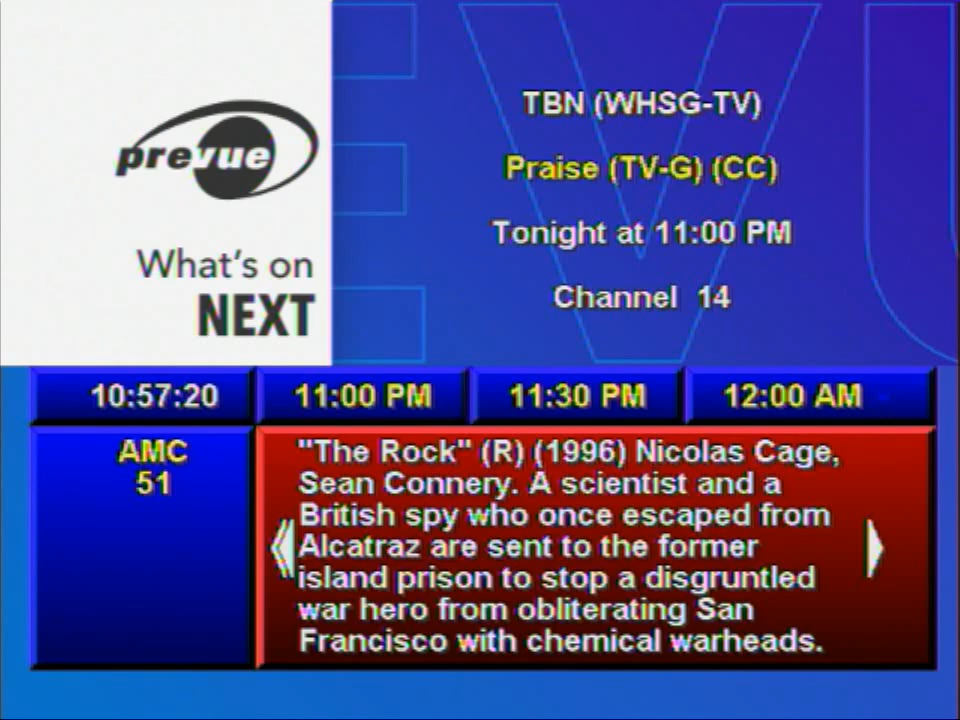 prevue
What's on
NEXT
TBN (WHSG-TV)
Praise (TV-G) (CC)
Tonight at 11:00 PM
Channel 14
10:57:20 11:00 PM 11:30 PM 12:00 AM
AMC
51
"The Rock" (R) (1996) Nicolas Cage,
Sean Connery. A scientist and a
British spy who once escaped from
Alcatraz are sent to the former
island prison to stop a disgruntled
war hero from obliterating San
Francisco with chemical warheads.